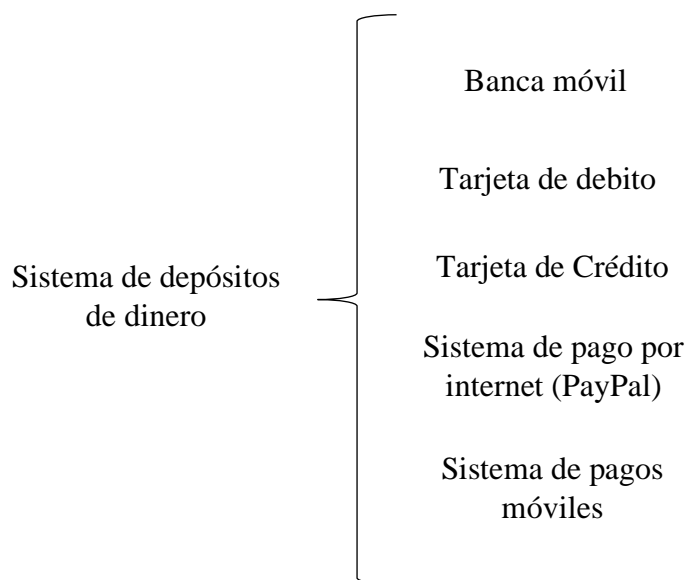 Sistema de depósitos
de dinero
Banca móvil
Tarjeta de debito
Tarjeta de Crédito
Sistema de pago por
internet (PayPal)
Sistema de pagos
móviles